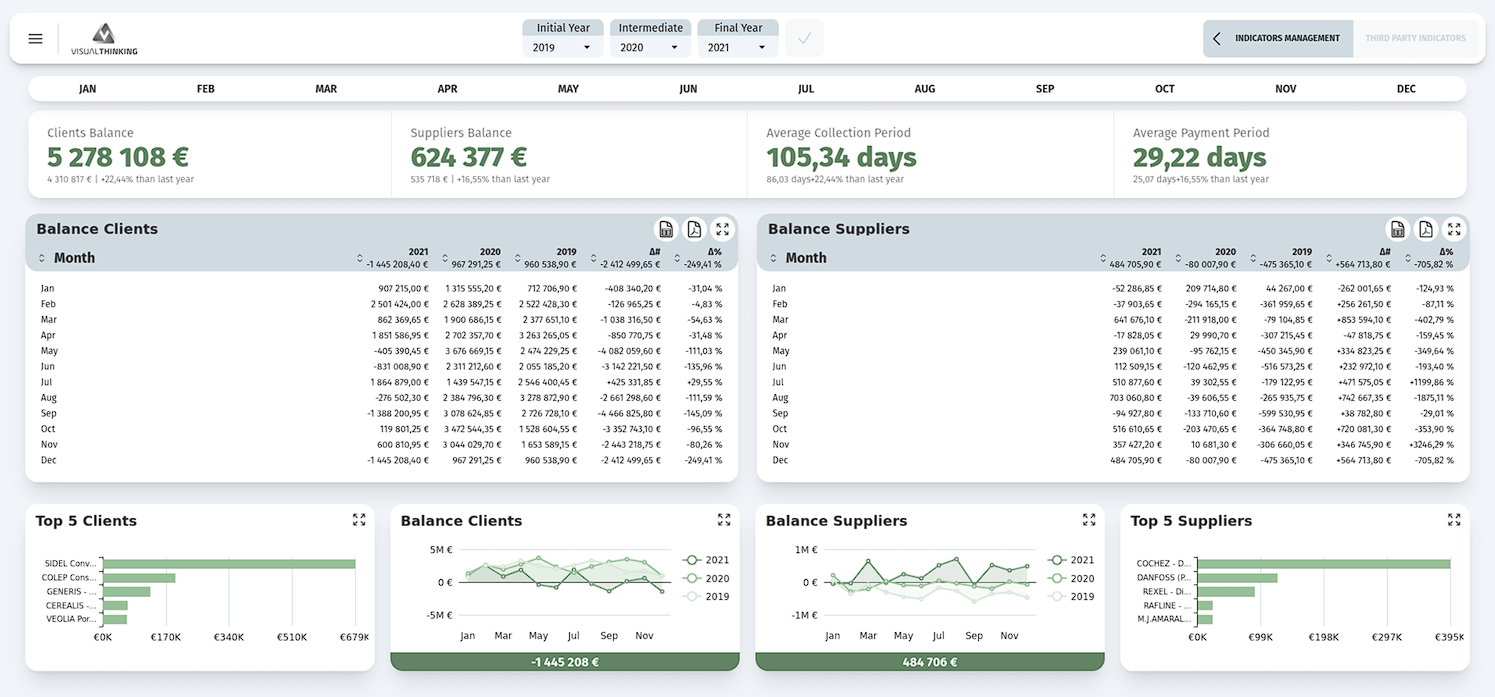 VISUALTHINKING
Initial Year Intermediate Final Year
2019 2020 2021
INDICATORS MANAGEMENT THIRD PARTY INDICATORS
JAN FEB MAR APR MAY JUN JUL AUG SEP OCT NOV DEC
Clients Balance Suppliers Balance Average Collection Period Average Payment Period
5 278 108 € 624 377 € 105,34 days 29,22 days
4 310 817 € | +22,44% than last year 535 718 € | +16,55% than last year 86,03 days+22,44% than last year 25,07 days+16,55% than last year
Balance Clients
Month 2021 2020 2019 Δ# Δ%
-1 445 208,40 € 967 291,25 € 960 538,90 € -2 412 499,65 € -249,41 %
Jan 907 215,00 € 1 315 555,20 € 712 706,90 € -408 340,20 € -31,04 %
Feb 2 501 424,00 € 2 628 389,25 € 2 522 428,30 € -126 965,25 € -4,83 %
Mar 862 369,65 € 1 900 686,15 € 2 377 651,10 € -1 038 316,50 € -54,63 %
Apr 1 851 586,95 € 2 702 357,70 € 3 263 265,05 € -850 770,75 € -31,48 %
May -405 390,45 € 3 676 669,15 € 2 474 229,25 € -4 082 059,60 € -111,03 %
Jun -831 008,90 € 2 311 212,60 € 2 055 185,20 € -3 142 221,50 € -135,96 %
Jul 1 864 879,00 € 1 439 547,15 € 2 546 400,45 € +425 331,85 € +29,55 %
Aug -276 502,30 € 2 384 796,30 € 3 278 872,90 € -2 661 298,60 € -111,59 %
Sep -1 388 200,95 € 3 078 624,85 € 2 726 728,10 € -4 466 825,80 € -145,09 %
Oct 119 801,25 € 3 472 544,35 € 1 528 604,55 € -3 352 743,10 € -96,55 %
Nov 600 810,95 € 3 044 029,70 € 1 653 589,15 € -2 443 218,75 € -80,26 %
Dec -1 445 208,40 € 967 291,25 € 960 538,90 € -2 412 499,65 € -249,41 %
Balance Suppliers
Month 2021 2020 2019 Δ# Δ%
484 705,90 € -80 007,90 € -475 365,10 € +564 713,80 € -705,82 %
Jan -52 286,85 € 209 714,80 € 44 267,00 € -262 001,65 € -124,93 %
Feb -37 903,65 € -294 165,15 € -361 959,65 € +256 261,50 € -87,11 %
Mar 641 676,10 € -211 918,00 € -79 104,85 € +853 594,10 € -402,79 %
Apr -17 828,05 € 29 990,70 € -307 215,45 € -47 818,75 € -159,45 %
May 239 061,10 € -95 762,15 € -450 345,90 € +334 823,25 € -349,64 %
Jun 112 509,15 € -120 462,95 € -516 573,25 € +232 972,10 € -193,40 %
Jul 510 877,60 € 39 302,55 € -179 122,95 € +471 575,05 € +1199,86 %
Aug 703 060,80 € -39 606,55 € -265 935,75 € +742 667,35 € -1875,11 %
Sep -94 927,80 € -133 710,60 € -599 530,95 € +38 782,80 € -29,01 %
Oct 516 610,65 € -203 470,65 € -364 748,80 € +720 081,30 € -353,90 %
Nov 357 427,20 € 10 681,30 € -306 660,05 € +346 745,90 € +3246,29 %
Dec 484 705,90 € -80 007,90 € -475 365,10 € +564 713,80 € -705,82 %
Top 5 Clients
SIDEL Conv...
COLEP Cons...
GENERIS - ...
CEREALIS -...
VEOLIA Por...
€0K €170K €340K €510K €679K
Balance Clients
5M €
0 €
-5M €
Jan Mar May Jul Sep Nov
2021
2020
2019
-1 445 208 €
Balance Suppliers
1M €
0 €
-1M €
Jan Mar May Jul Sep Nov
2021
2020
2019
484 706 €
Top 5 Suppliers
COCHEZ - D...
DANFOSS (P...
REXEL - Di...
RAFLINE - ...
M.J.AMARAL...
€0K €99K €198K €297K €395K